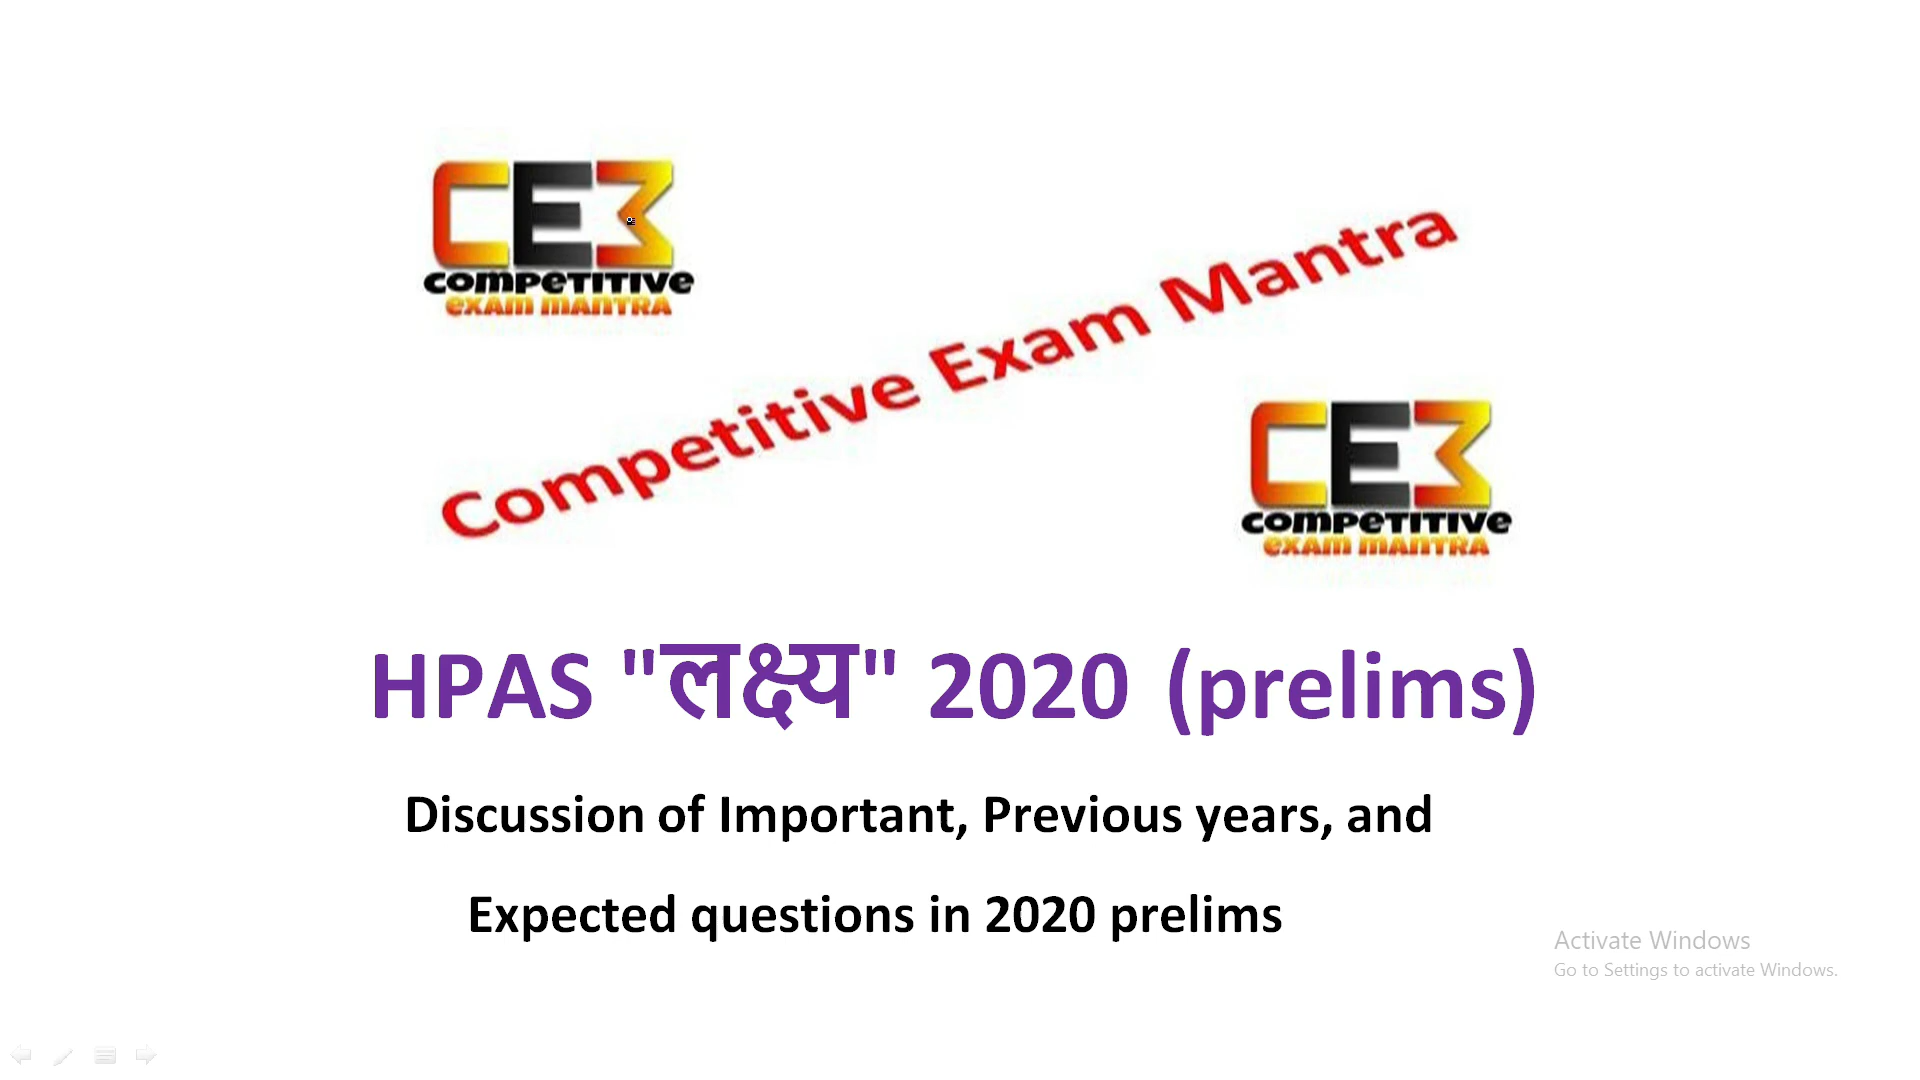 CE3
COMPETITIVE
EXAM MANTRA
Competitive Exam Mantra
CE3
COMPETITIVE
EXAM MANTRA
HPAS "लक्ष्य" 2020 (prelims)
Discussion of Important, Previous years, and
Expected questions in 2020 prelims
Activate Windows
Go to Settings to activate Windows.